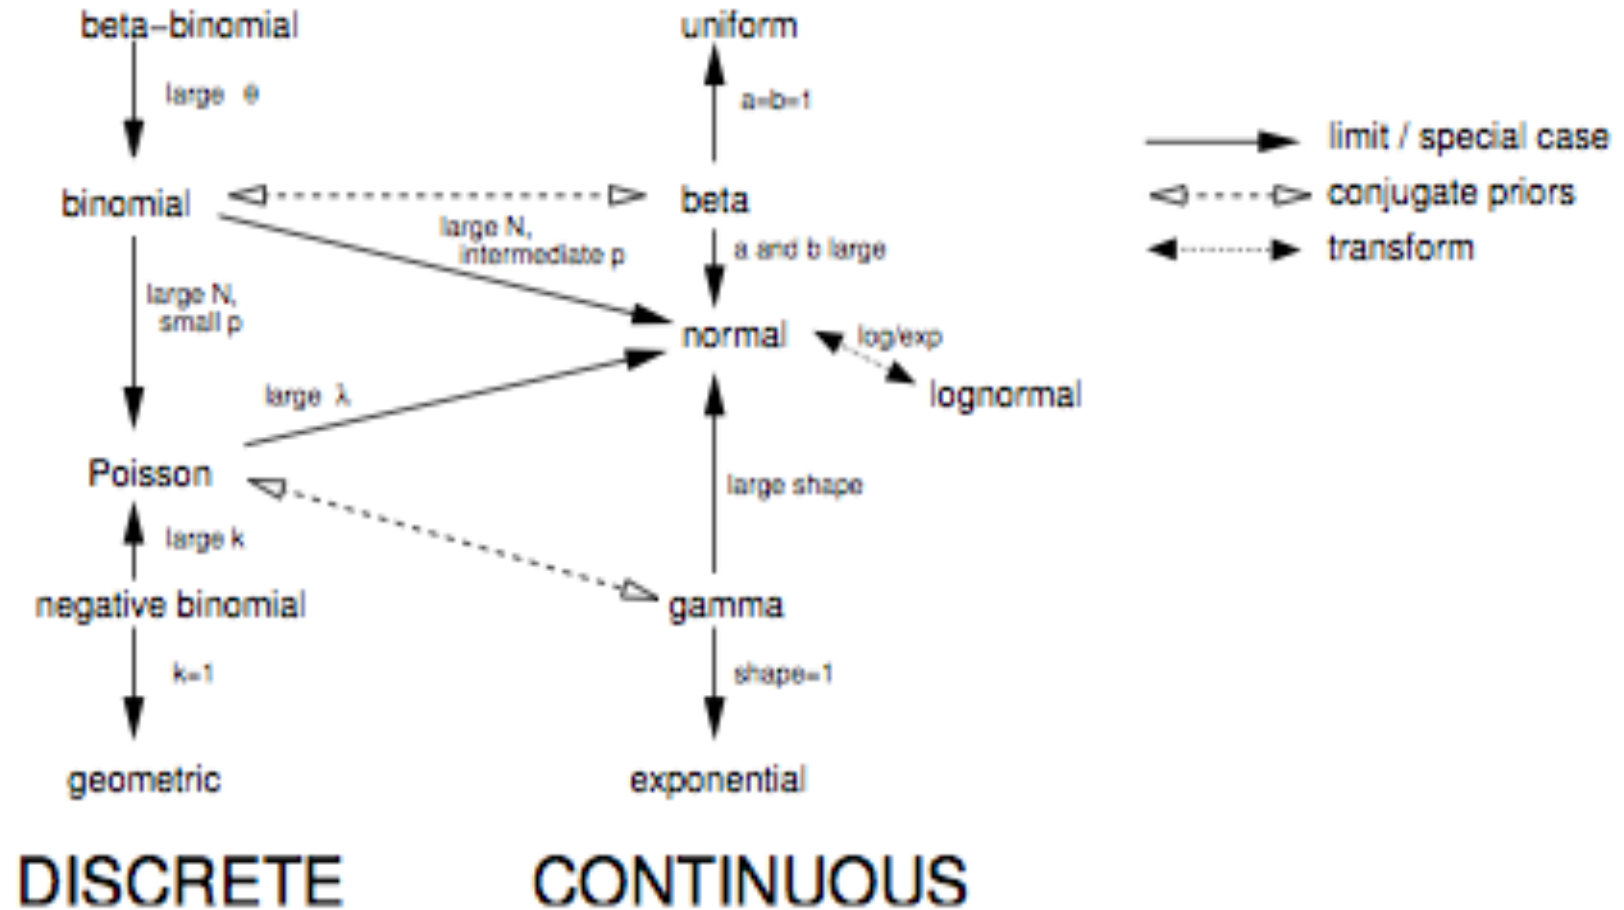 beta–binomial
uniform
large θ
a=b=1
limit / special case
binomial
beta
conjugate priors
large N,
intermediate p
a and b large
transform
large N,
small p
normal
log/exp
large λ
lognormal
Poisson
large shape
large k
negative binomial
gamma
k=1
shape=1
geometric
exponential
DISCRETE
CONTINUOUS